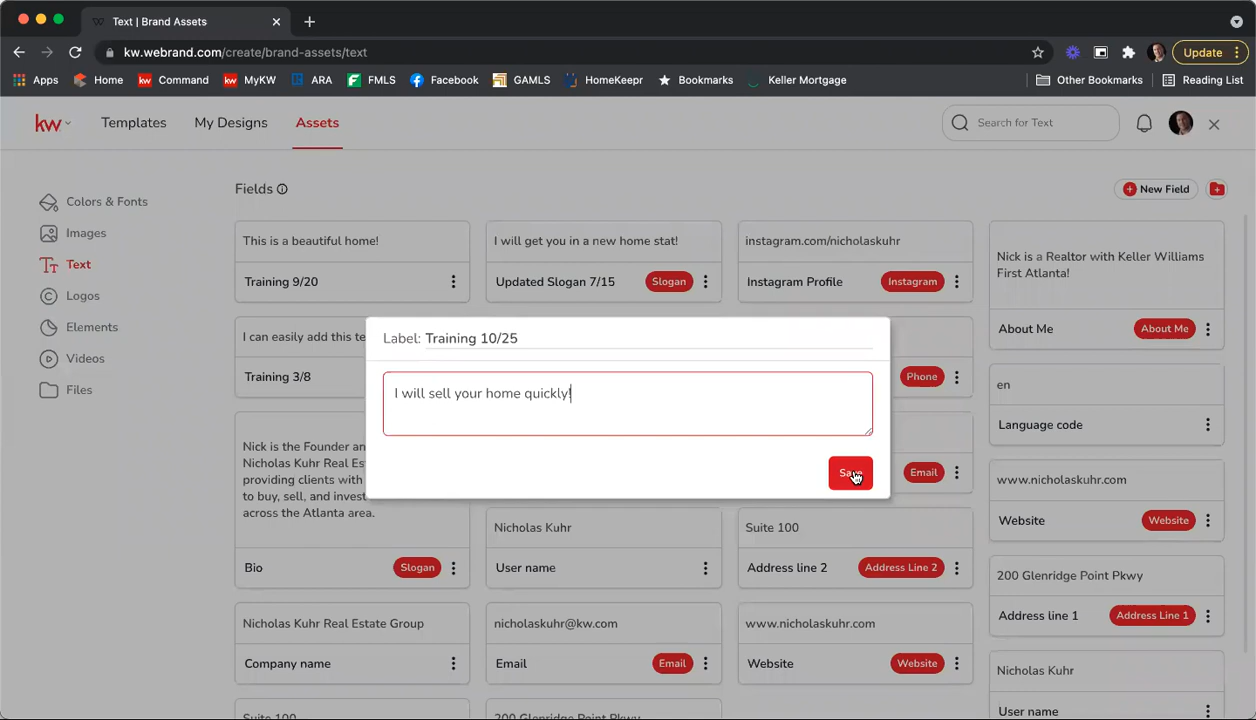 Text | Brand Assets
kw.webrand.com/create/brand-assets/text
Update
Apps
Home
kw Command
kw MyKW
ARA
FMLS
Facebook
GAMLS
HomeKeepr
Bookmarks
Keller Mortgage
Other Bookmarks
Reading List
kw
Templates
My Designs
Assets
Search for Text
Colors & Fonts
Images
Text
Logos
Elements
Videos
Files
Fields
New Field
This is a beautiful home!
Training 9/20
I will get you in a new home stat!
Updated Slogan 7/15
Slogan
instagram.com/nicholaskuhr
Instagram Profile
Instagram
Nick is a Realtor with Keller Williams
First Atlanta!
About Me
About Me
I can easily add this te
Training 3/8
Phone
en
Language code
Label: Training 10/25
I will sell your home quickly!
Save
Nick is the Founder an
Nicholas Kuhr Real Est
providing clients with
to buy, sell, and invest
across the Atlanta area.
Bio
Slogan
Email
www.nicholaskuhr.com
Website
Website
Nicholas Kuhr
User name
Suite 100
Address line 2
Address Line 2
200 Glenridge Point Pkwy
Address line 1
Address Line 1
Nicholas Kuhr Real Estate Group
Company name
nicholaskuhr@kw.com
Email
Email
www.nicholaskuhr.com
Website
Website
Nicholas Kuhr
User name
Suite 100
200 Glenridge Point Pkwy